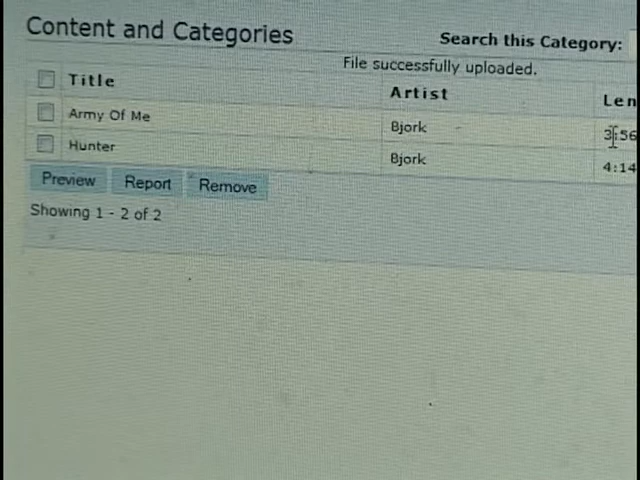 Content and Categories
Search this Category:
File successfully uploaded.
Title Artist Len
Army Of Me Bjork 3:56
Hunter Bjork 4:14
Preview Report Remove
Showing 1 - 2 of 2